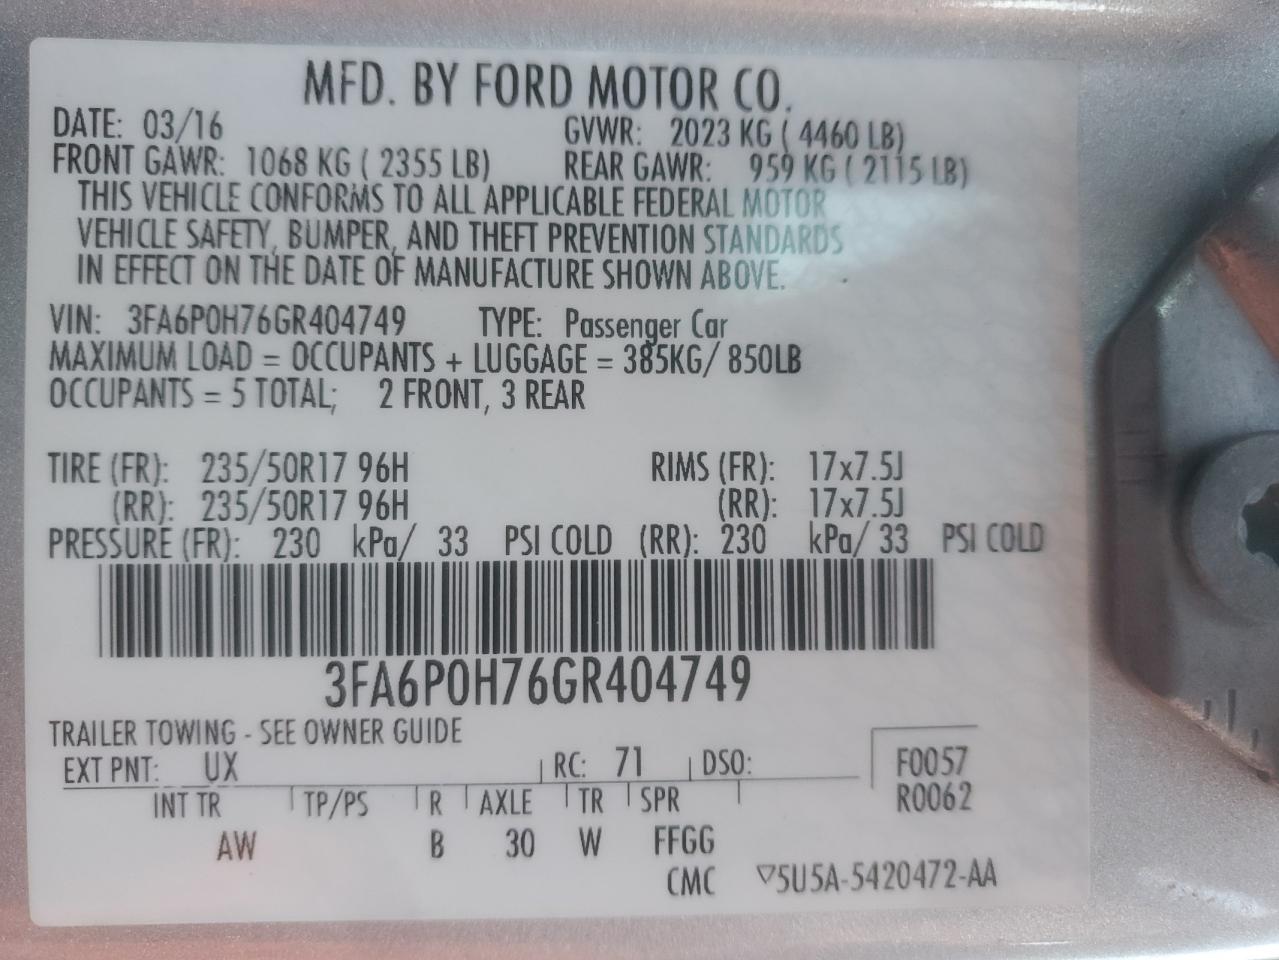 MFD. BY FORD MOTOR CO.
DATE: 03/16 GVWR: 2023 KG ( 4460 LB)
FRONT GAWR: 1068 KG ( 2355 LB) REAR GAWR: 959 KG ( 2115 LB)
THIS VEHICLE CONFORMS TO ALL APPLICABLE FEDERAL MOTOR
VEHICLE SAFETY, BUMPER, AND THEFT PREVENTION STANDARDS
IN EFFECT ON THE DATE OF MANUFACTURE SHOWN ABOVE.
VIN: 3FA6P0H76GR404749 TYPE: Passenger Car
MAXIMUM LOAD = OCCUPANTS + LUGGAGE = 385KG/ 850LB
OCCUPANTS = 5 TOTAL; 2 FRONT, 3 REAR
TIRE (FR): 235/50R17 96H RIMS (FR): 17x7.5J
(RR): 235/50R17 96H (RR): 17x7.5J
PRESSURE (FR): 230 kPa/ 33 PSI COLD (RR): 230 kPa/ 33 PSI COLD
3FA6P0H76GR404749
TRAILER TOWING - SEE OWNER GUIDE
EXT PNT: UX RC: 71 DSO: F0057
INT TR TP/PS R AXLE TR SPR R0062
AW B 30 W FFGG
CMC ▽5U5A-5420472-AA